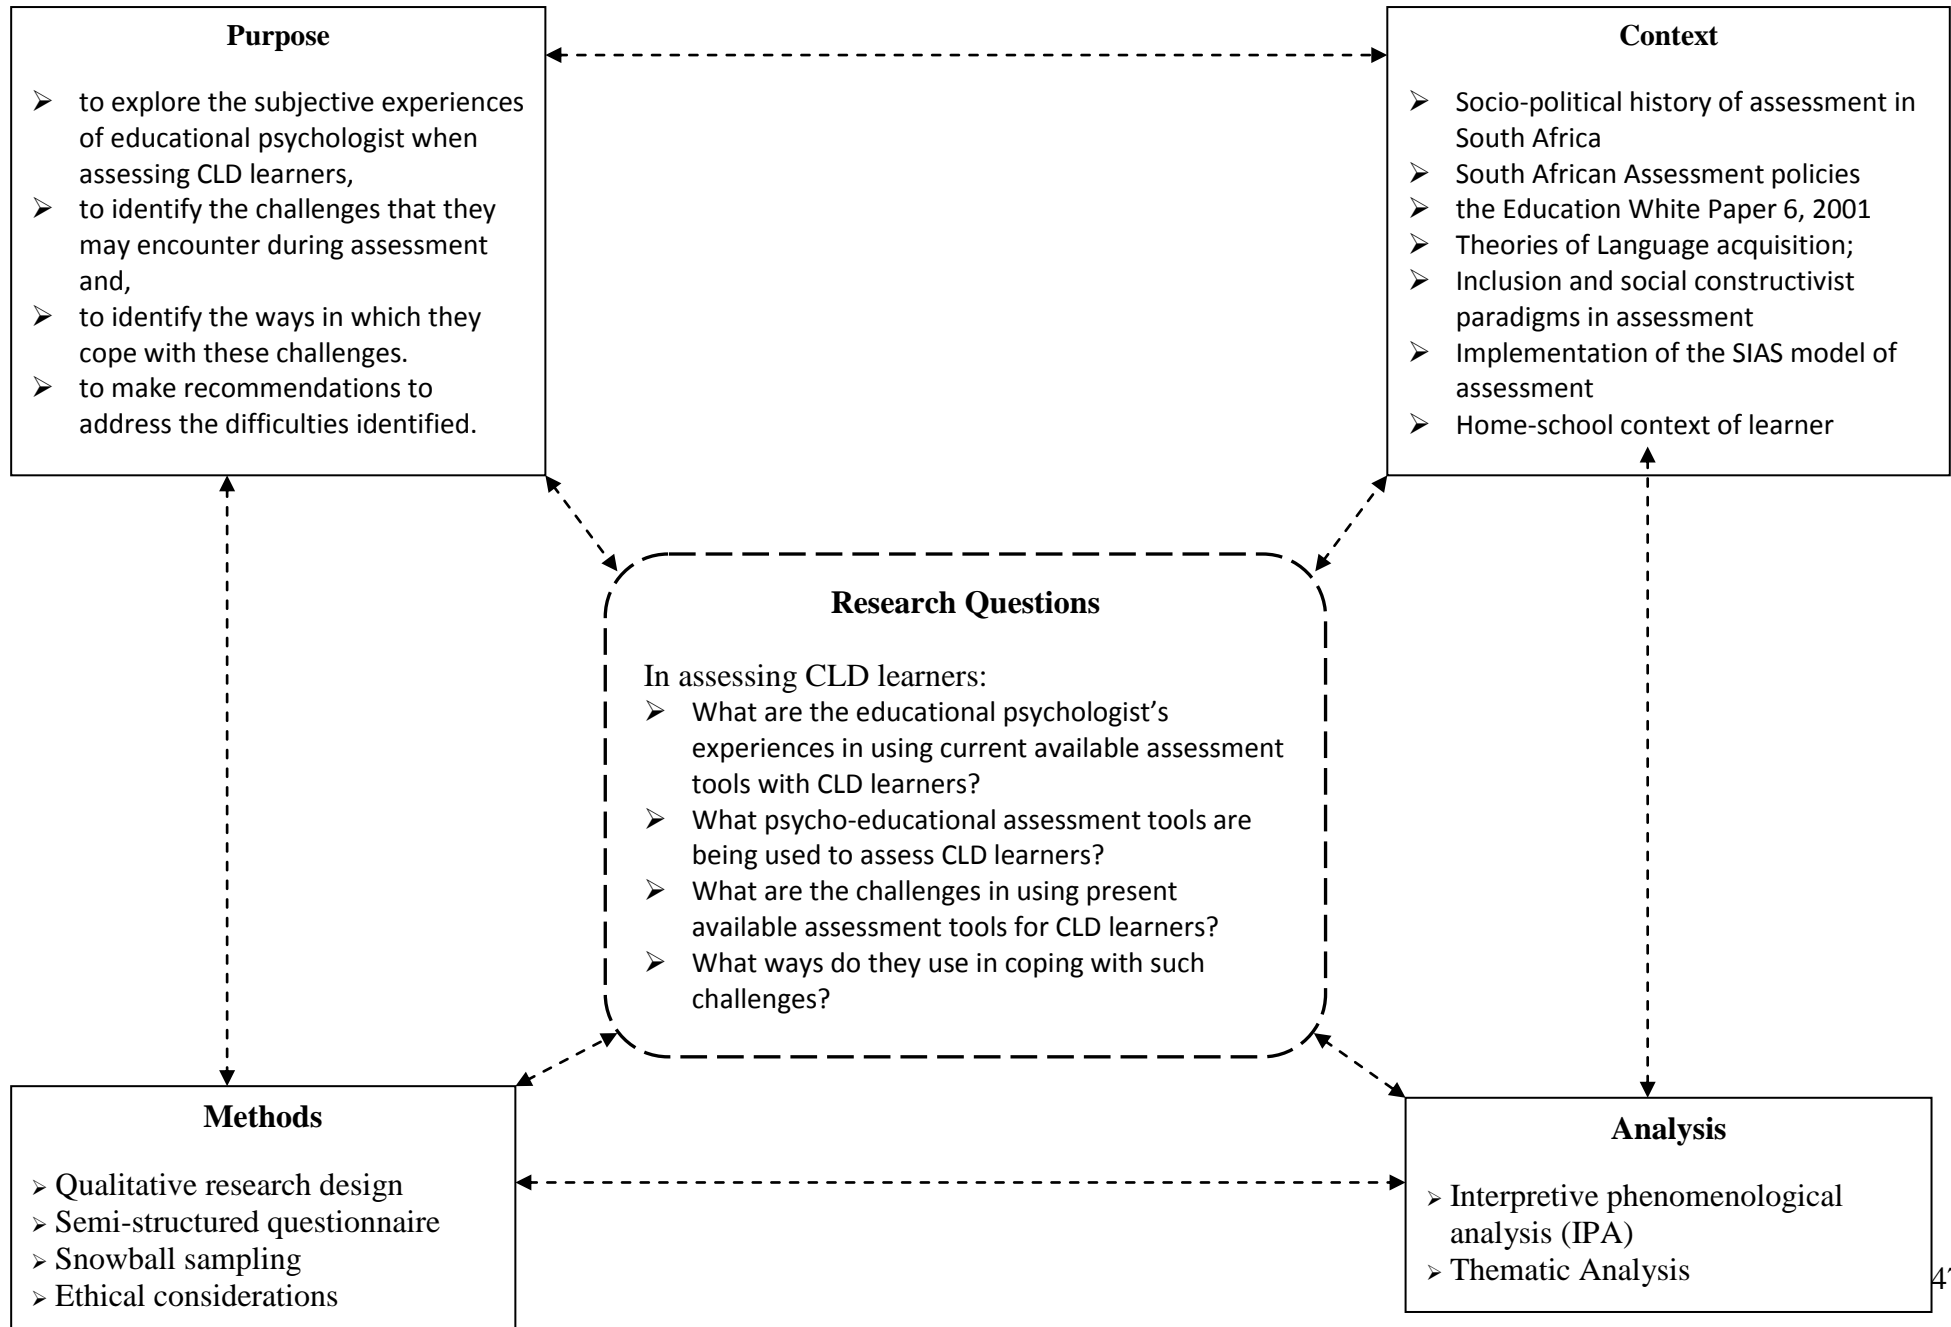 Purpose
➢ to explore the subjective experiences
of educational psychologist when
assessing CLD learners,
➢ to identify the challenges that they
may encounter during assessment
and,
➢ to identify the ways in which they
cope with these challenges.
➢ to make recommendations to
address the difficulties identified.
Context
➢ Socio-political history of assessment in
South Africa
➢ South African Assessment policies
➢ the Education White Paper 6, 2001
➢ Theories of Language acquisition;
➢ Inclusion and social constructivist
paradigms in assessment
➢ Implementation of the SIAS model of
assessment
➢ Home-school context of learner
Research Questions
In assessing CLD learners:
➢ What are the educational psychologist’s
experiences in using current available assessment
tools with CLD learners?
➢ What psycho-educational assessment tools are
being used to assess CLD learners?
➢ What are the challenges in using present
available assessment tools for CLD learners?
➢ What ways do they use in coping with such
challenges?
Methods
➢ Qualitative research design
➢ Semi-structured questionnaire
➢ Snowball sampling
➢ Ethical considerations
Analysis
➢ Interpretive phenomenological
analysis (IPA)
➢ Thematic Analysis